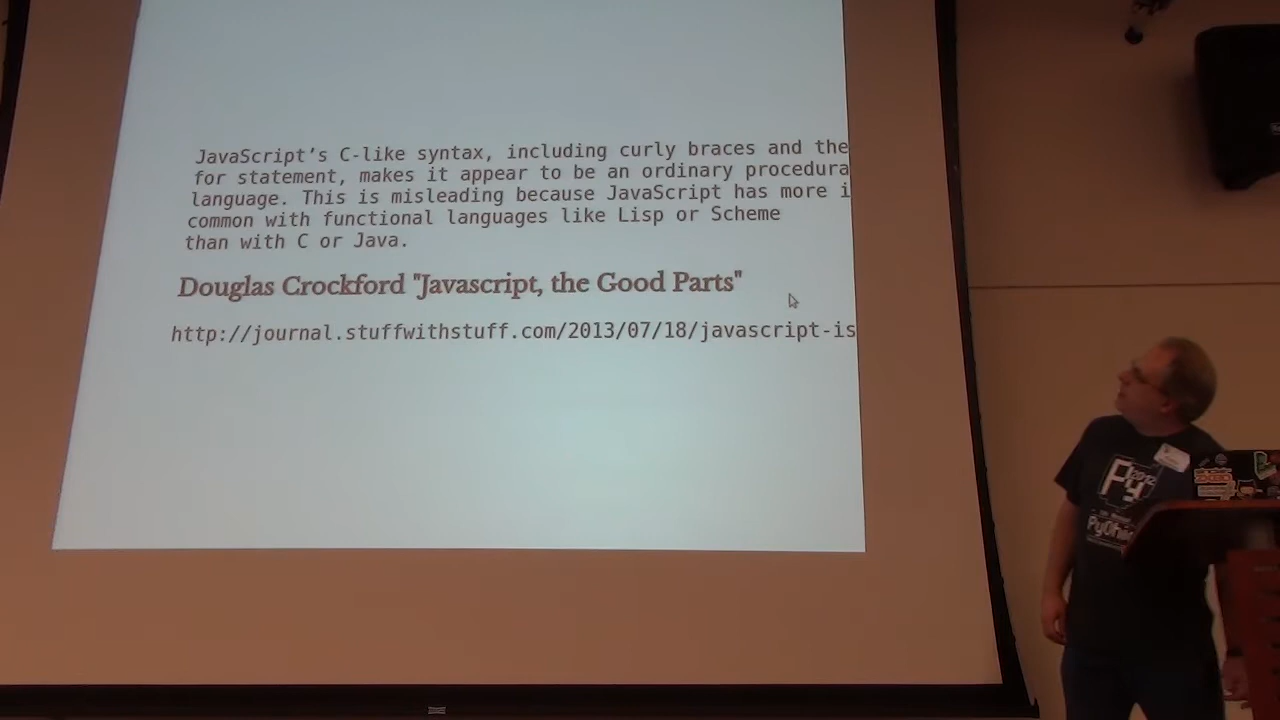 JavaScript’s C-like syntax, including curly braces and the
for statement, makes it appear to be an ordinary procedura
language. This is misleading because JavaScript has more i
common with functional languages like Lisp or Scheme
than with C or Java.
Douglas Crockford "Javascript, the Good Parts"
http://journal.stuffwithstuff.com/2013/07/18/javascript-is
Py
PyOhio